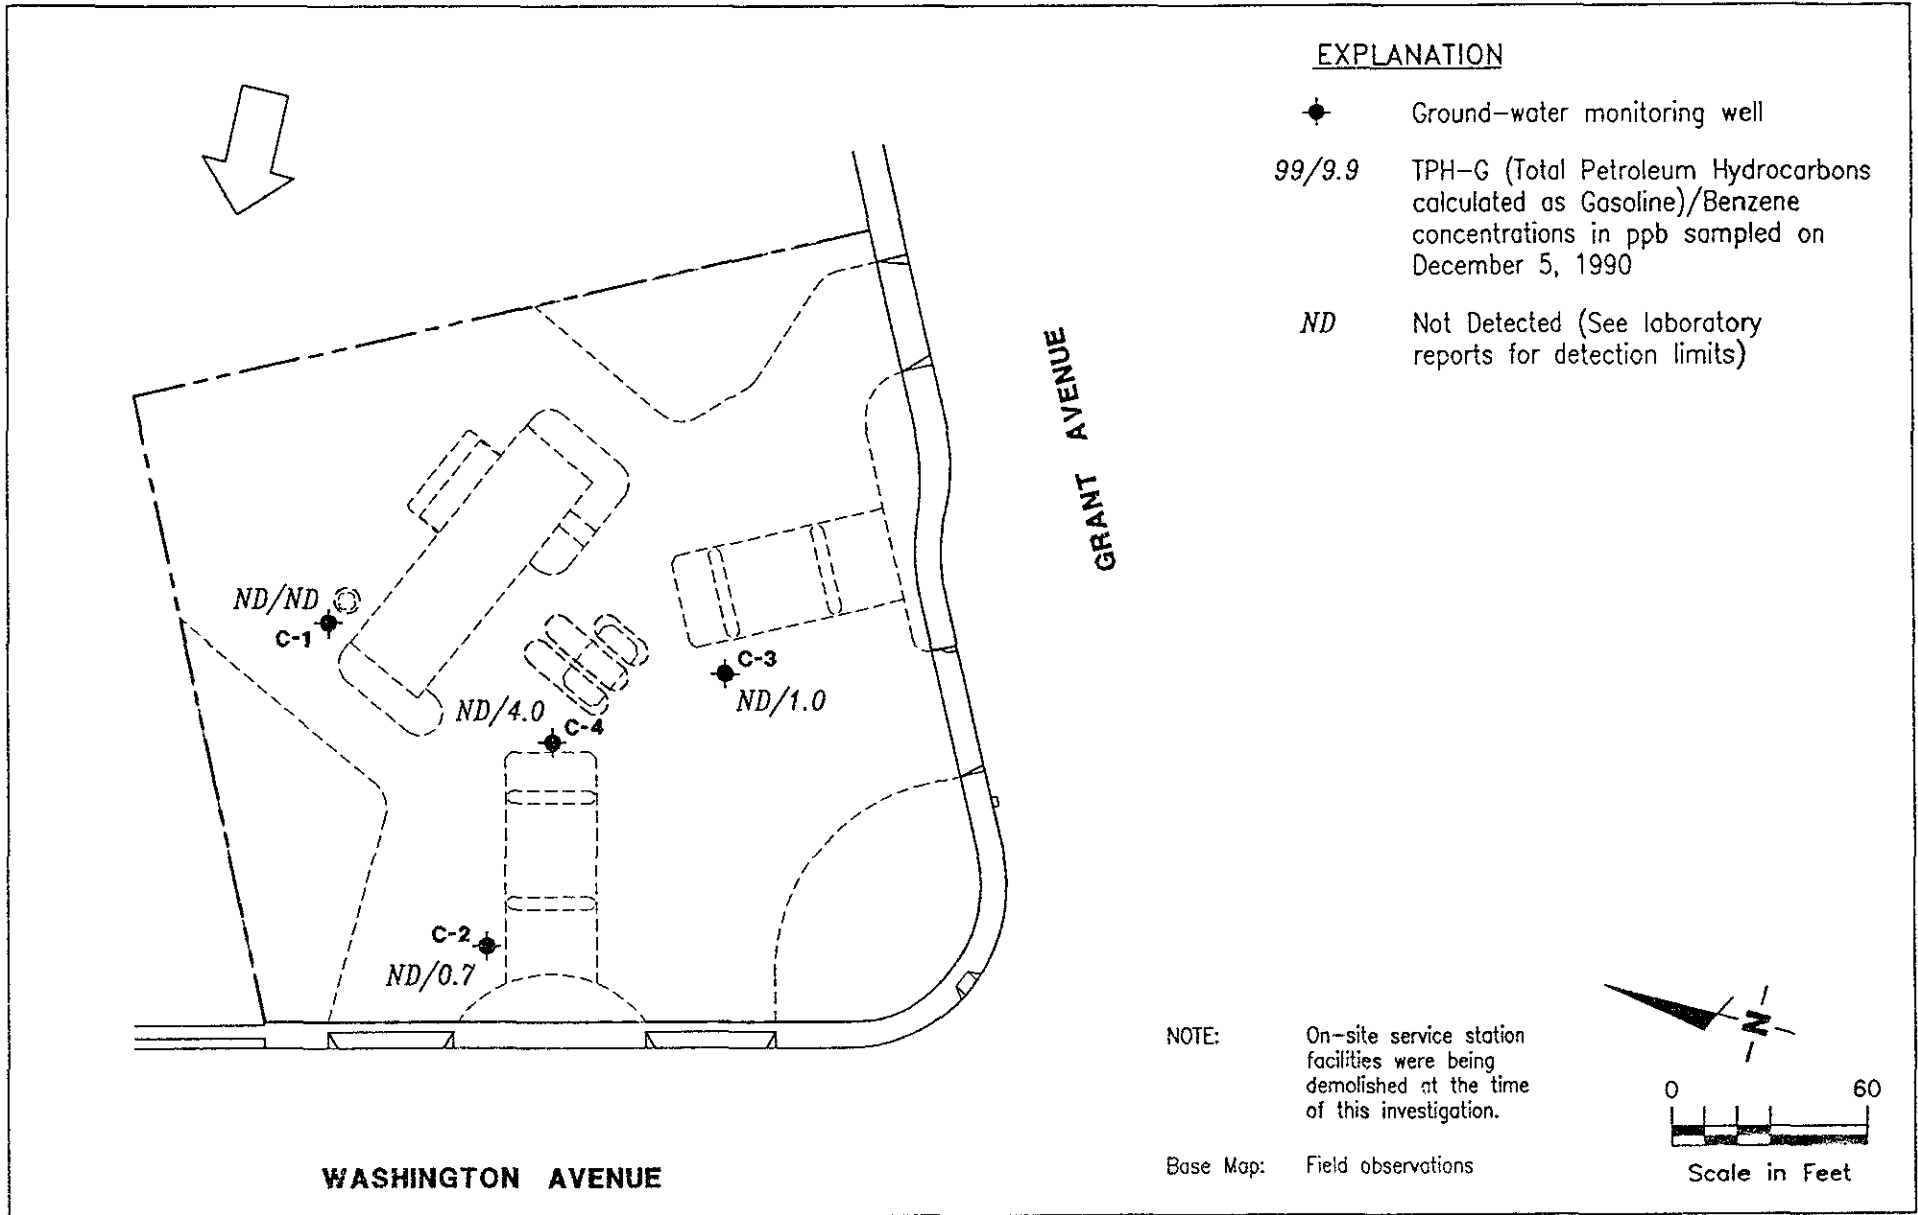 EXPLANATION
Ground-water monitoring well
99/9.9 TPH-G (Total Petroleum Hydrocarbons
calculated as Gasoline)/Benzene
concentrations in ppb sampled on
December 5, 1990
ND Not Detected (See laboratory
reports for detection limits)
GRANT AVENUE
ND/ND
C-1
C-3
ND/1.0
ND/4.0
C-4
C-2
ND/0.7
NOTE: On-site service station
facilities were being
demolished at the time
of this investigation.
Base Map: Field observations
N
0 60
Scale in Feet
WASHINGTON AVENUE